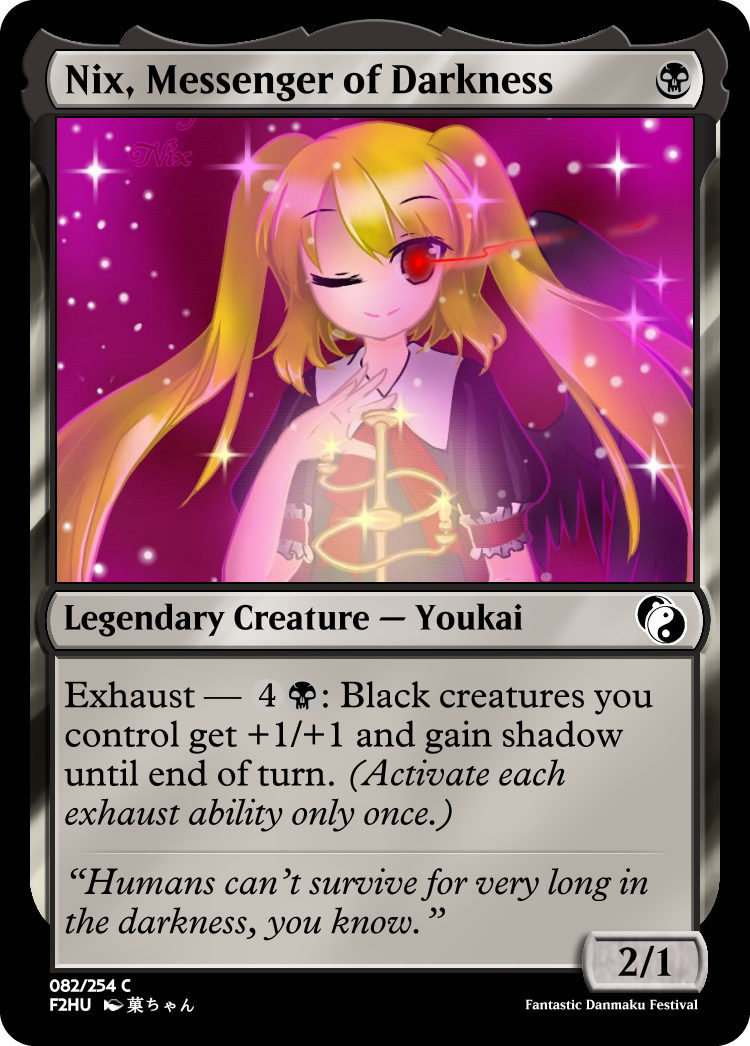 Nix, Messenger of Darkness
Nix
Legendary Creature — Youkai
Exhaust — 4 : Black creatures you
control get +1/+1 and gain shadow
until end of turn. (Activate each
exhaust ability only once.)
“Humans can’t survive for very long in
the darkness, you know.”
2/1
082/254 C
F2HU 菓ちゃん
Fantastic Danmaku Festival